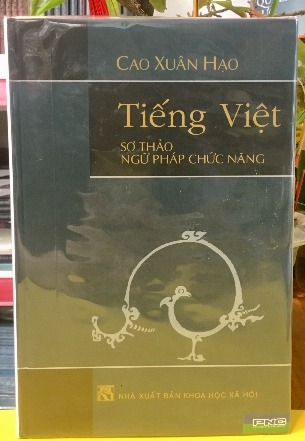 CAO XUÂN HẠO
Tiếng Việt
SƠ THẢO
NGỮ PHÁP CHỨC NĂNG
NHÀ XUẤT BẢN KHOA HỌC XÃ HỘI
PNC